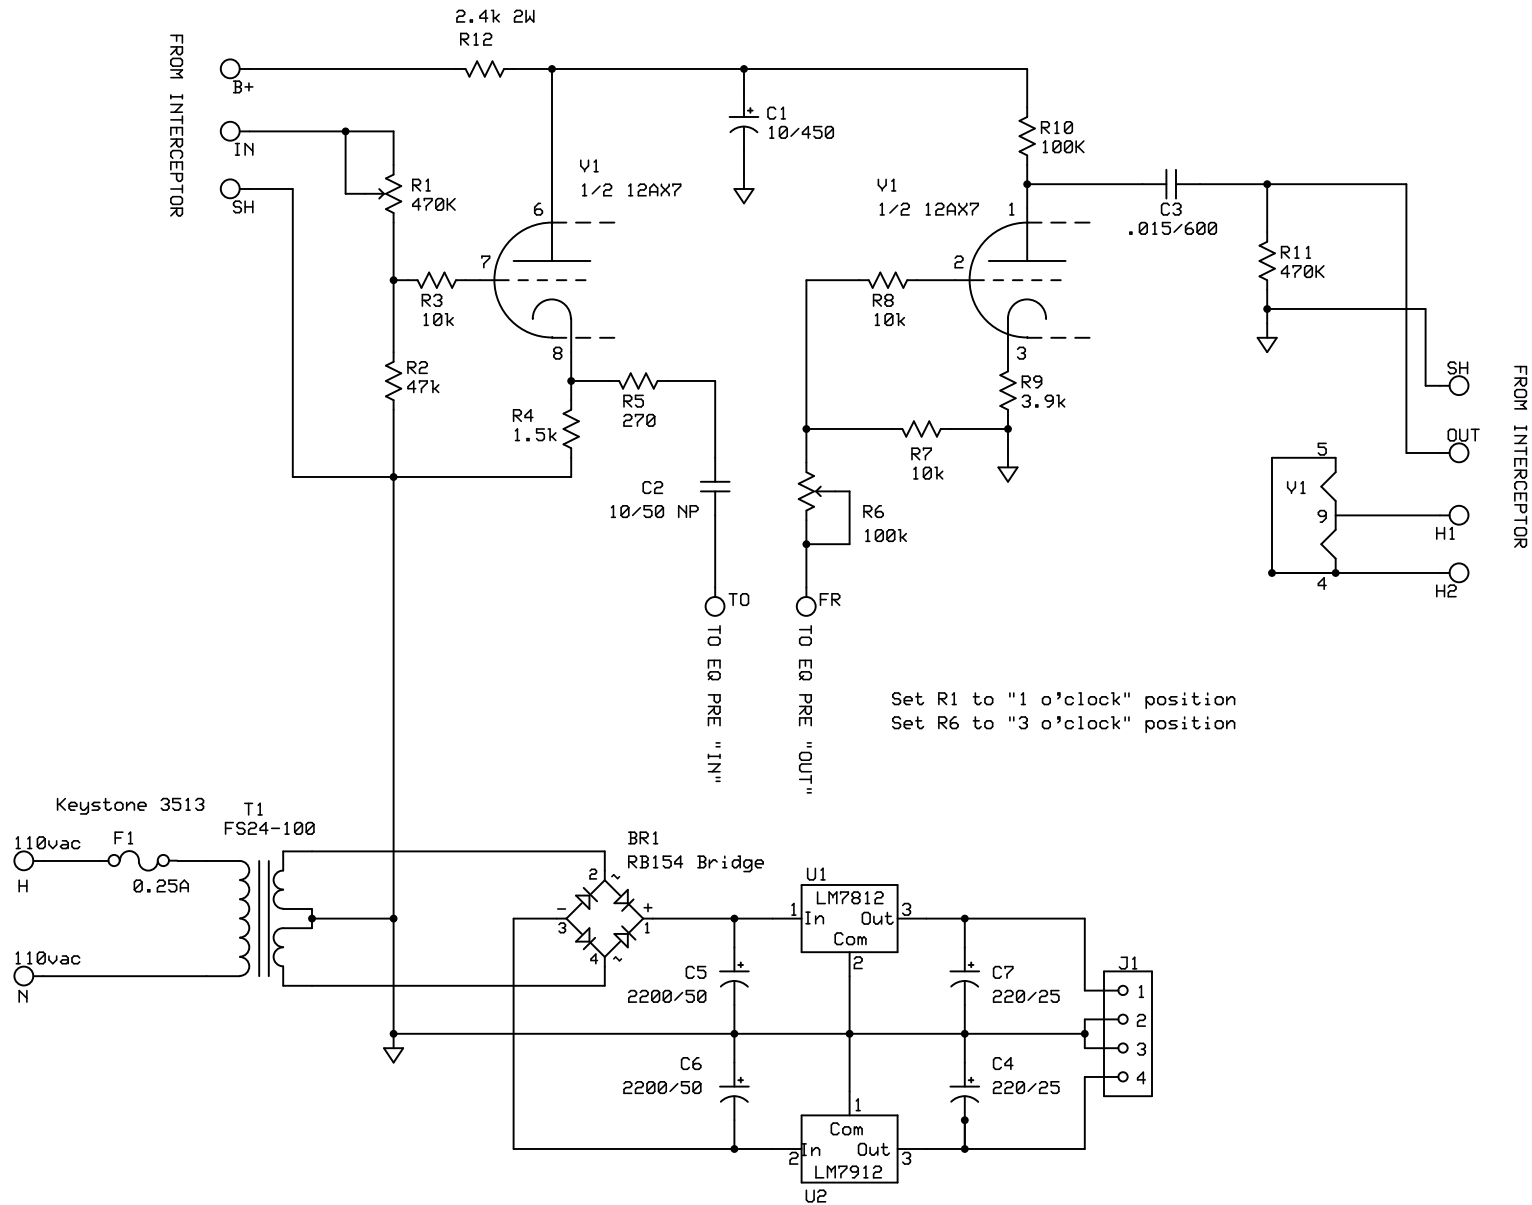 2.4k 2W
R12
FROM INTERCEPTOR
B+
IN
SH
C1
10/450
R10
100K
V1
1/2 12AX7
V1
1/2 12AX7
R1
470K
6
7
8
1
2
3
C3
.015/600
R11
470K
R3
10k
R8
10k
R2
47k
R5
270
R4
1.5k
R9
3.9k
R7
10k
C2
10/50 NP
R6
100k
SH
OUT
H1
H2
FROM INTERCEPTOR
5
V1
9
4
TO
FR
TO EQ PRE "IN"
TO EQ PRE "OUT"
Set R1 to "1 o'clock" position
Set R6 to "3 o'clock" position
Keystone 3513
T1
FS24-100
110vac
F1
H
0.25A
110vac
N
BR1
RB154 Bridge
2
~
-
+
3
1
4
~
U1
LM7812
1
In
Out
3
Com
2
C5
2200/50
C7
220/25
J1
1
2
3
4
C6
2200/50
C4
220/25
1
Com
2
In
Out
3
LM7912
U2